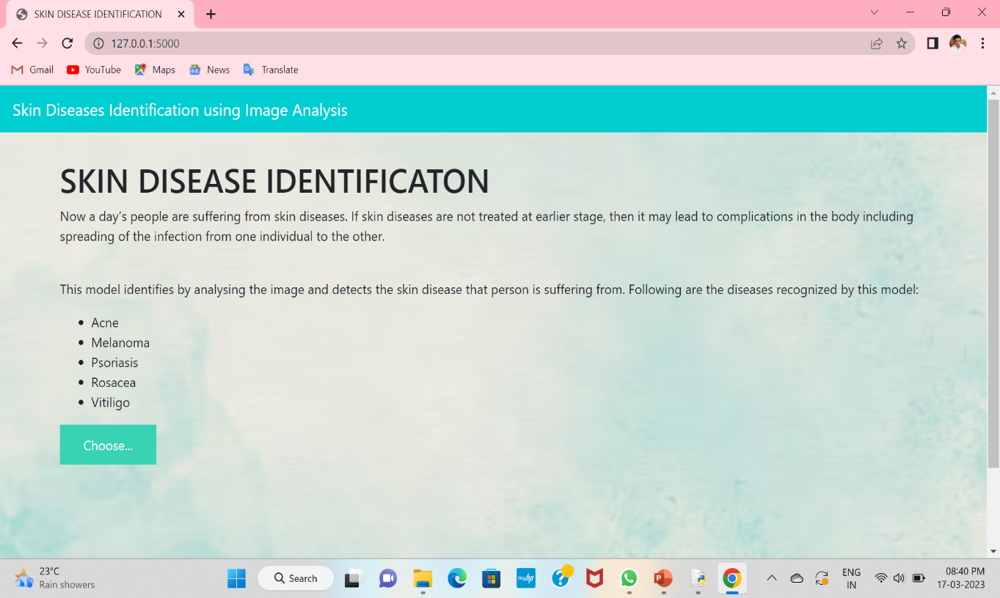 SKIN DISEASE IDENTIFICATION
127.0.0.1:5000
Gmail YouTube Maps News Translate
Skin Diseases Identification using Image Analysis
SKIN DISEASE IDENTIFICATON
Now a day’s people are suffering from skin diseases. If skin diseases are not treated at earlier stage, then it may lead to complications in the body including
spreading of the infection from one individual to the other.
This model identifies by analysing the image and detects the skin disease that person is suffering from. Following are the diseases recognized by this model:
Acne
Melanoma
Psoriasis
Rosacea
Vitiligo
Choose...
23°C
Rain showers
Search
myhp
P
ENG
IN
08:40 PM
17-03-2023